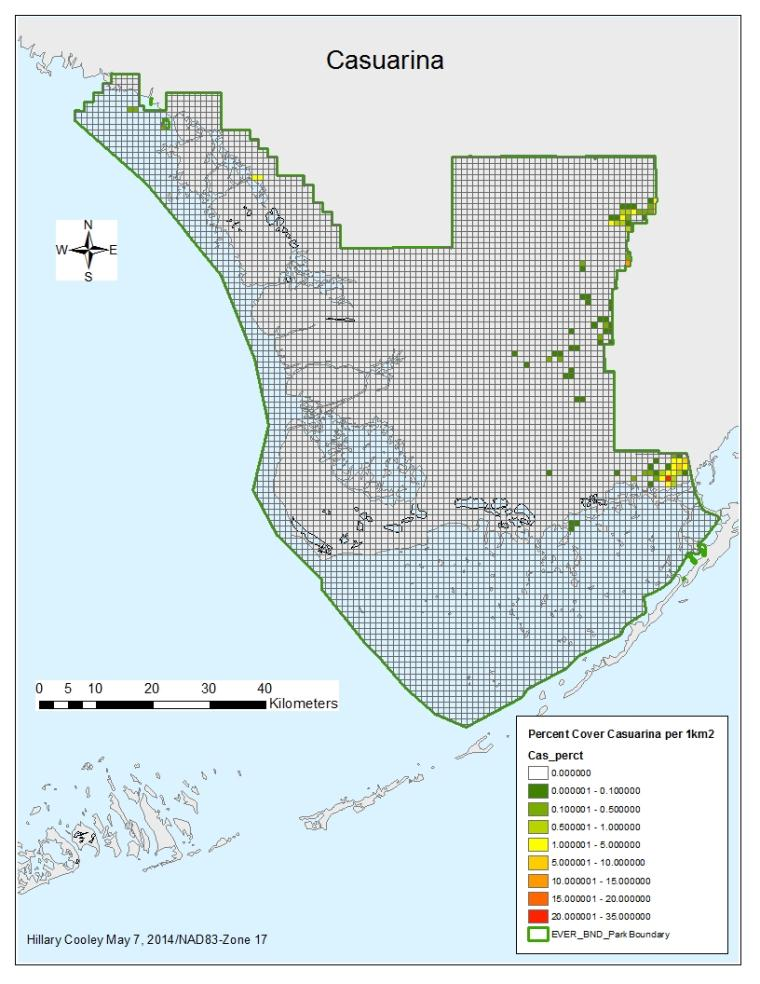 Casuarina
N
W E
S
0 5 10 20 30 40
Kilometers
Percent Cover Casuarina per 1km2
Cas_perct
0.000000
0.000001 - 0.100000
0.100001 - 0.500000
0.500001 - 1.000000
1.000001 - 5.000000
5.000001 - 10.000000
10.000001 - 15.000000
15.000001 - 20.000000
20.000001 - 35.000000
EVER_BND_Park Boundary
Hillary Cooley May 7, 2014/NAD83-Zone 17